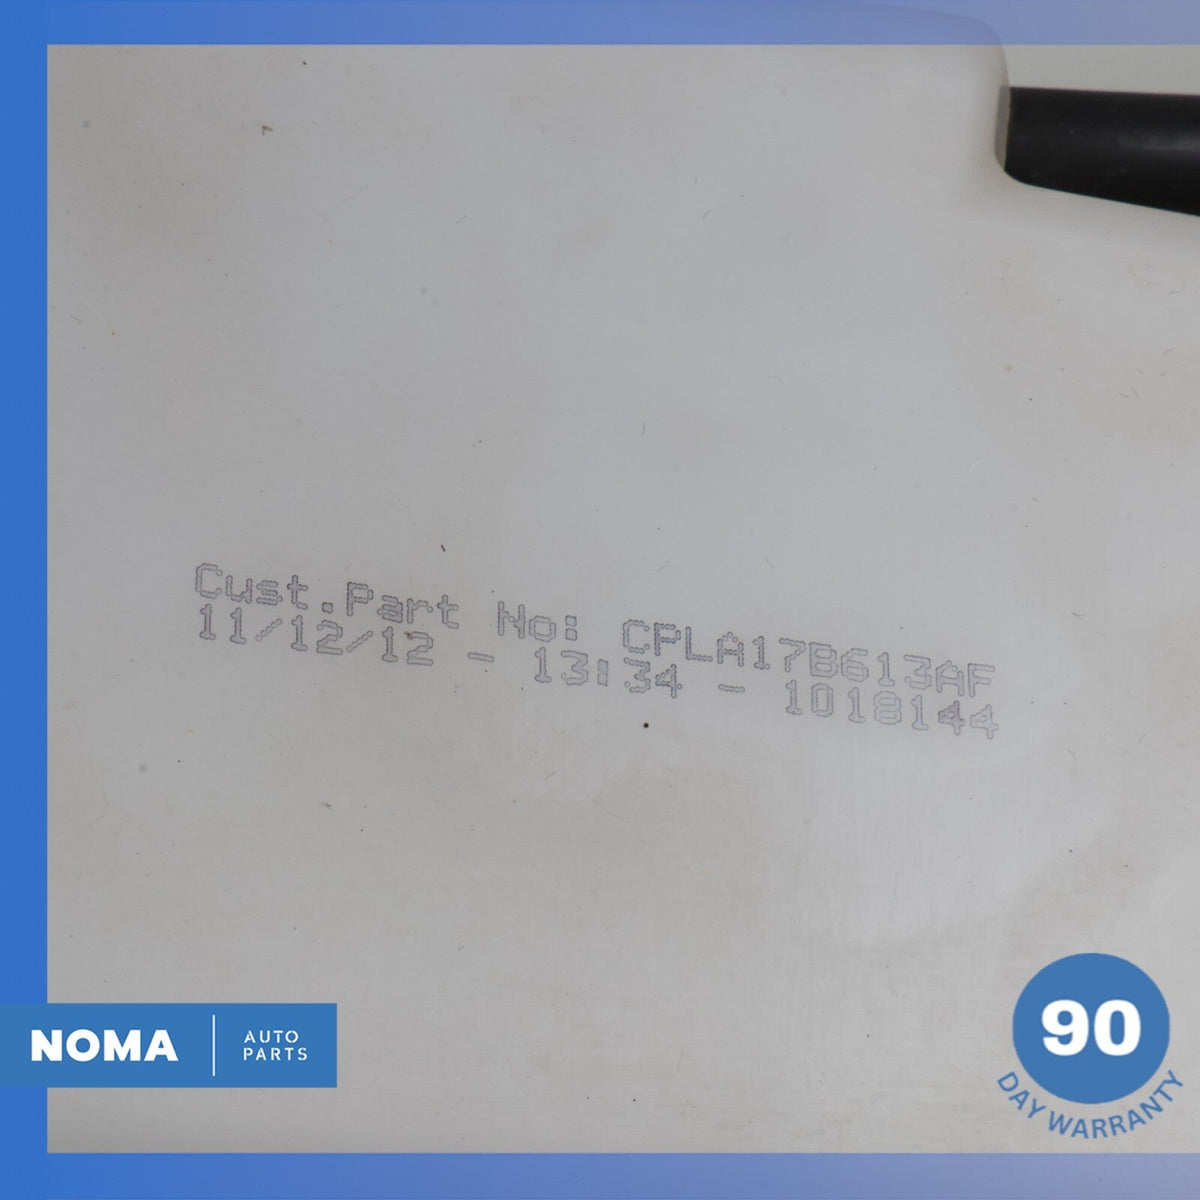 Cust.Part No: CPLA17B613AF
11/12/12 - 13:34 - 1018144
NOMA
AUTO
PARTS
90
DAY WARRANTY